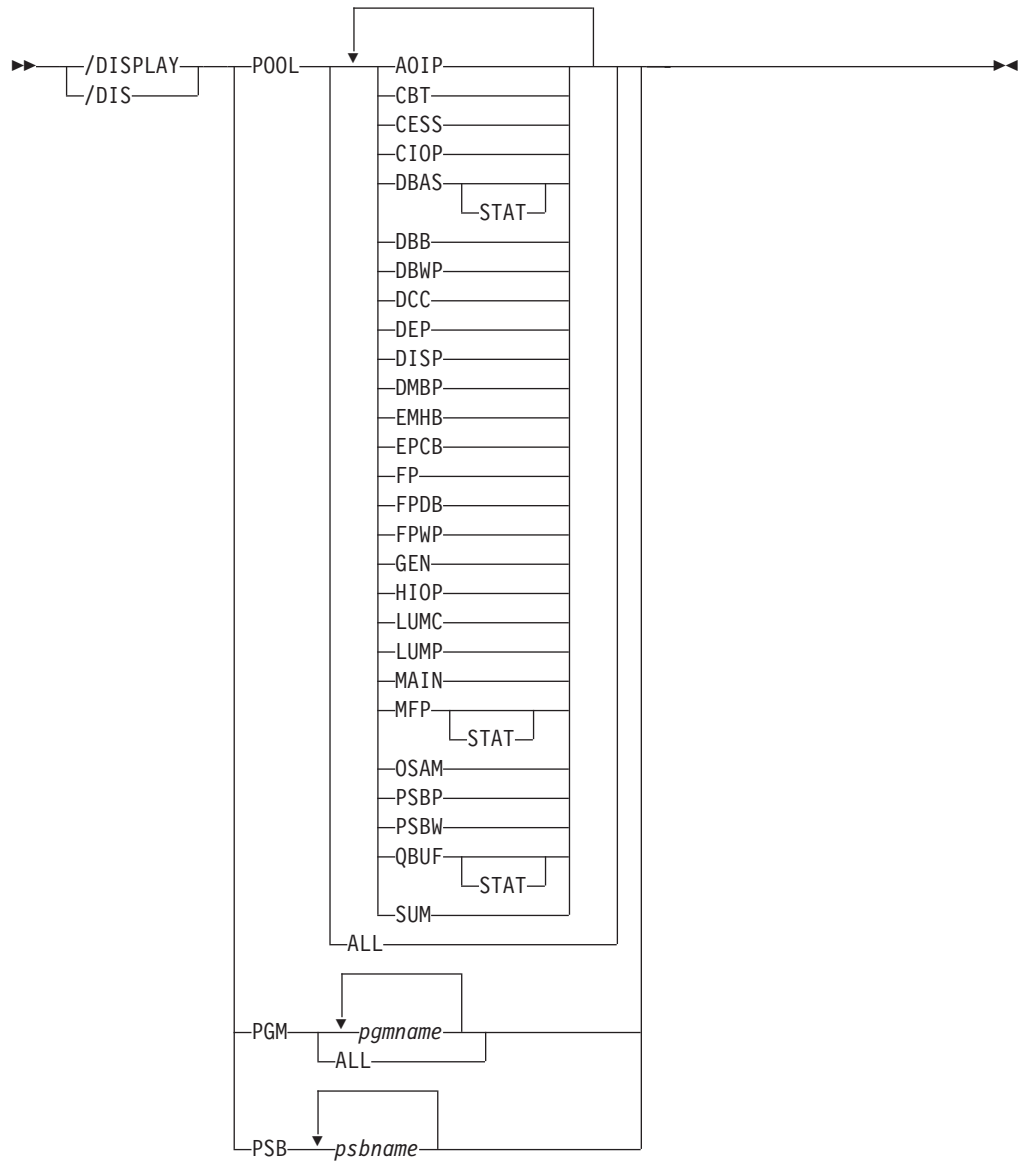 /DISPLAY POOL AOIP
/DIS CBT
CESS
CIOP
DBAS
STAT
DBB
DBWP
DCC
DEP
DISP
DMBP
EMHB
EPCB
FP
FPDB
FPWP
GEN
HIOP
LUMC
LUMP
MAIN
MFP
STAT
OSAM
PSBP
PSBW
QBUF
STAT
SUM
ALL
PGM pgmname
ALL
PSB psbname